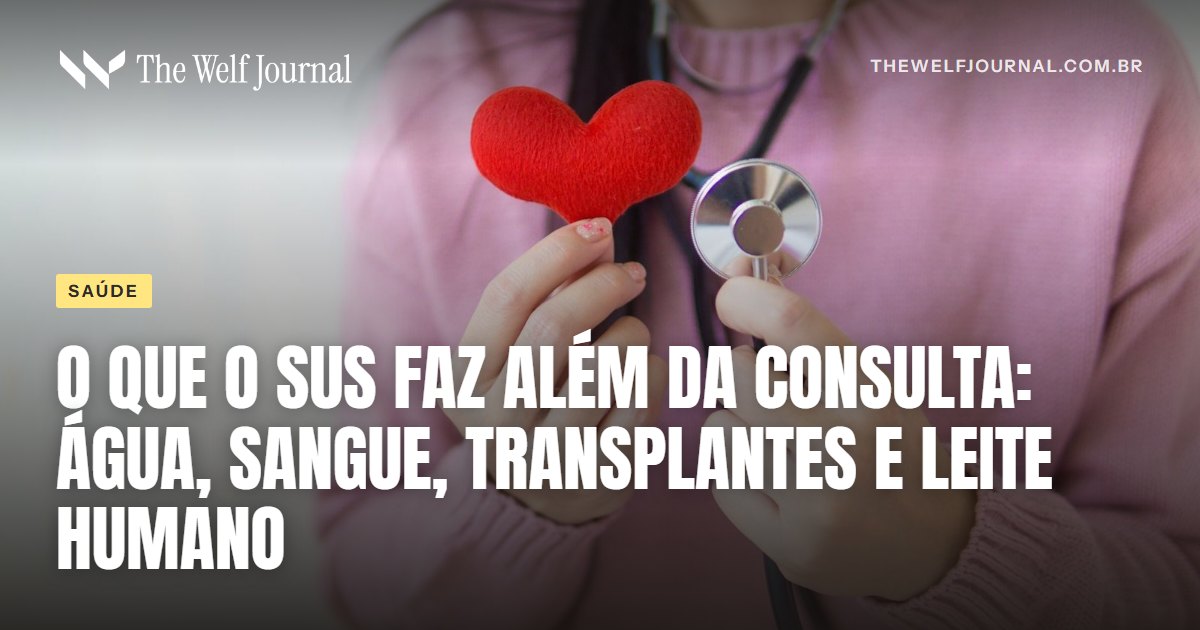 The Welf Journal
THEWELFJOURNAL.COM.BR
SAÚDE
O QUE O SUS FAZ ALÉM DA CONSULTA:
ÁGUA, SANGUE, TRANSPLANTES E LEITE
HUMANO